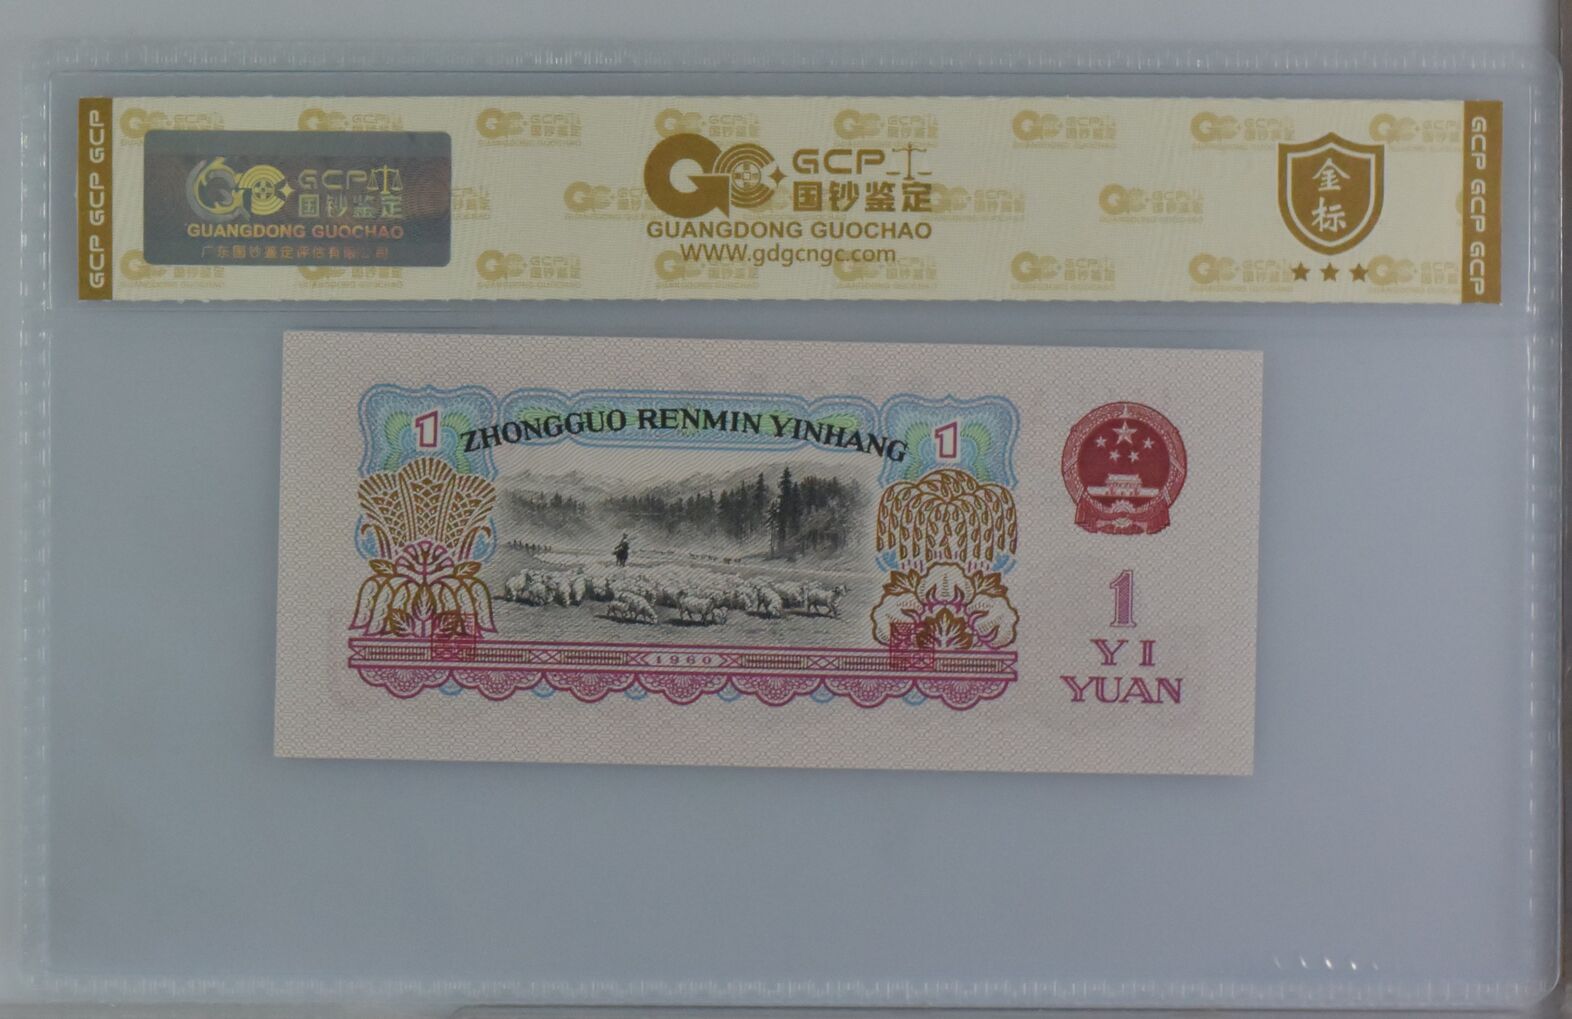 GCP GCP GCP
GCP
国钞鉴定
GUANGDONG GUOCHAO
广东国钞鉴定评估有限公司
GCP
国钞鉴定
GUANGDONG GUOCHAO
WWW.gdgcngc.com
金
标
GCP GCP GCP
1
ZHONGGUO RENMIN YINHANG
1
1960
1
YI
YUAN